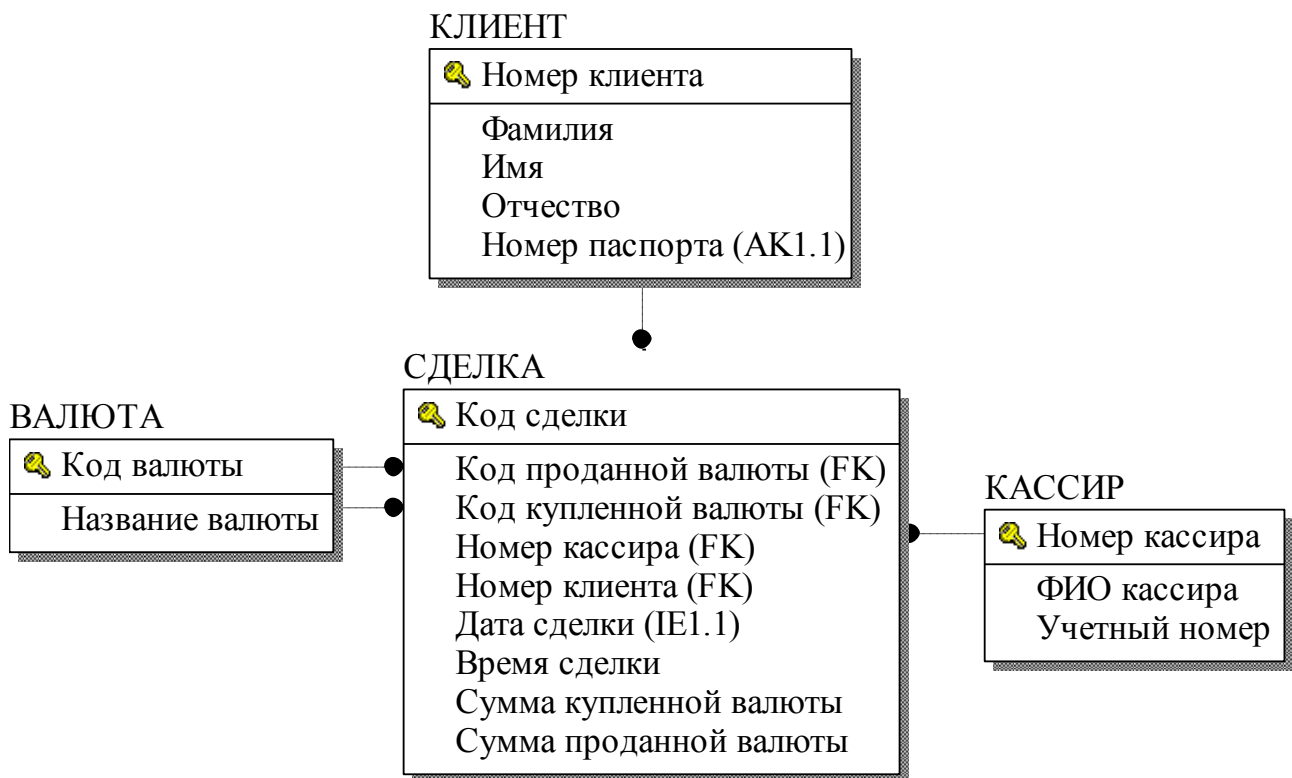 КЛИЕНТ
Номер клиента
Фамилия
Имя
Отчество
Номер паспорта (AK1.1)
СДЕЛКА
Код сделки
Код проданной валюты (FK)
Код купленной валюты (FK)
Номер кассира (FK)
Номер клиента (FK)
Дата сделки (IE1.1)
Время сделки
Сумма купленной валюты
Сумма проданной валюты
ВАЛЮТА
Код валюты
Название валюты
КАССИР
Номер кассира
ФИО кассира
Учетный номер